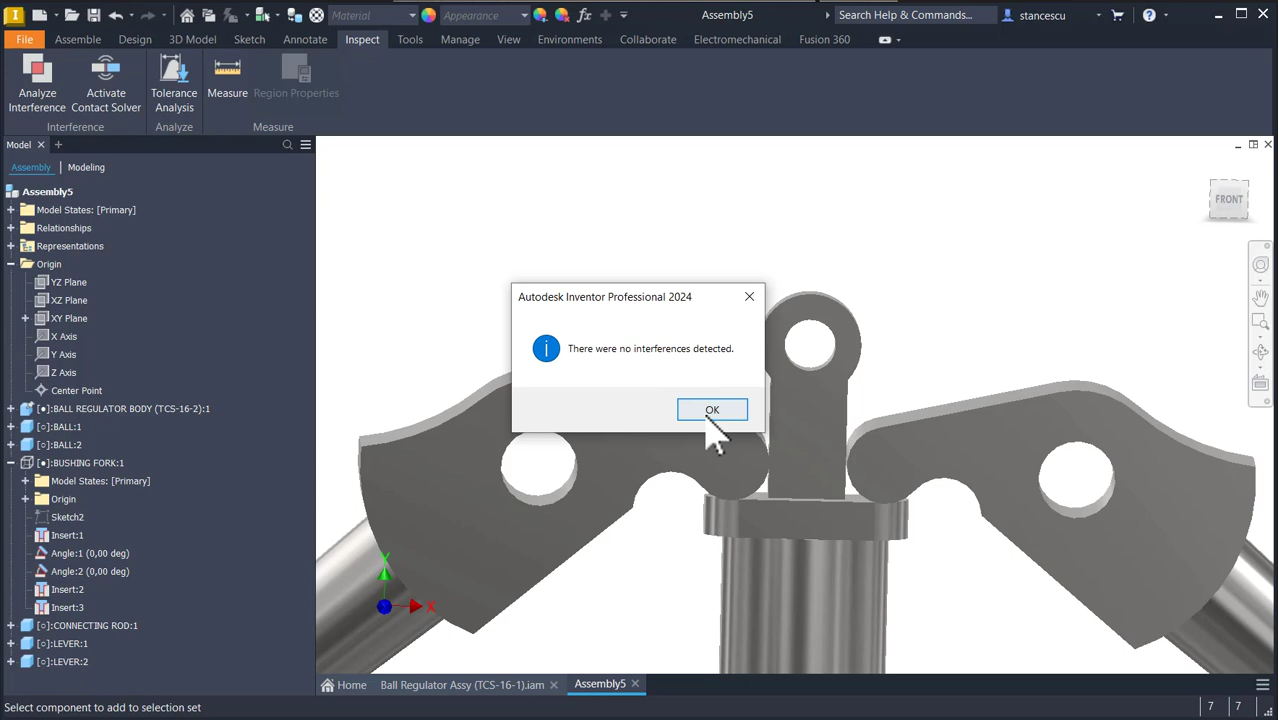 Material
Appearance
Assembly5
Search Help & Commands...
stancescu
File
Assemble
Design
3D Model
Sketch
Annotate
Inspect
Tools
Manage
View
Environments
Collaborate
Electromechanical
Fusion 360
Analyze
Interference
Activate
Contact Solver
Tolerance
Analysis
Measure
Region Properties
Interference
Analyze
Measure
Model
Assembly
Modeling
Assembly5
Model States: [Primary]
Relationships
Representations
Origin
YZ Plane
XZ Plane
XY Plane
X Axis
Y Axis
Z Axis
Center Point
[●]:BALL REGULATOR BODY (TCS-16-2):1
[○]:BALL:1
[○]:BALL:2
[●]:BUSHING FORK:1
Model States: [Primary]
Origin
Sketch2
Insert:1
Angle:1 (0,00 deg)
Angle:2 (0,00 deg)
Insert:2
Insert:3
[○]:CONNECTING ROD:1
[○]:LEVER:1
[○]:LEVER:2
FRONT
Autodesk Inventor Professional 2024
There were no interferences detected.
OK
Y
X
Home
Ball Regulator Assy (TCS-16-1).iam
Assembly5
Select component to add to selection set
7 7